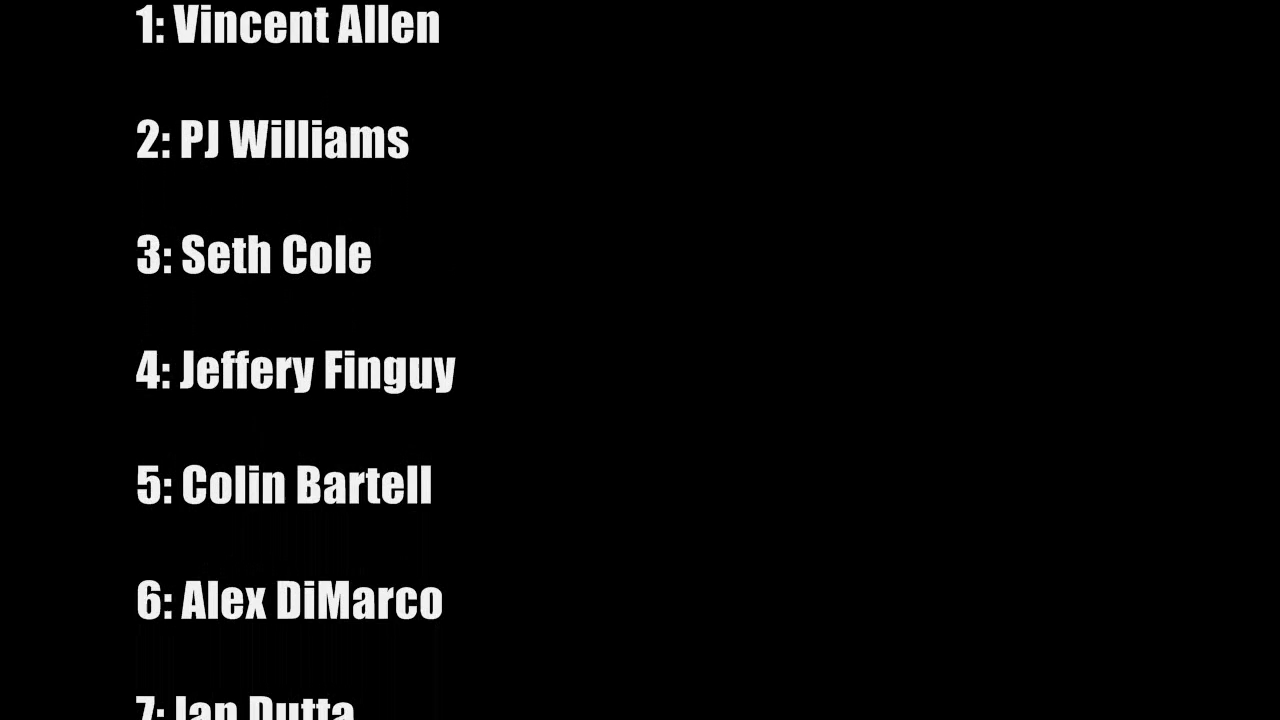 1: Vincent Allen
2: PJ Williams
3: Seth Cole
4: Jeffery Finguy
5: Colin Bartell
6: Alex DiMarco
7: Ian Dutta